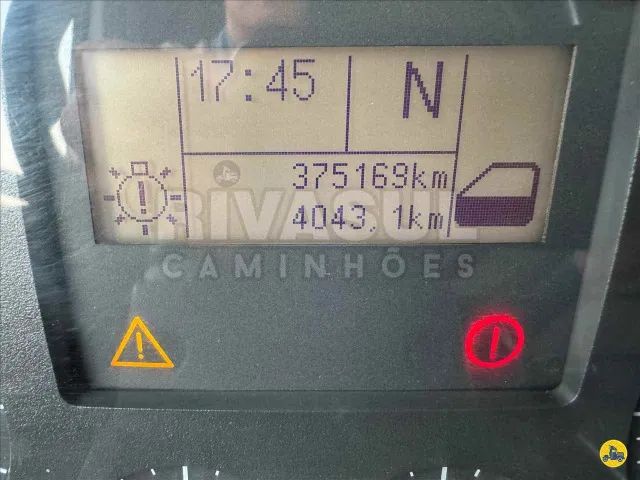 17:45 N
375169km
4043,1km
RIVASUL
CAMINHÕES